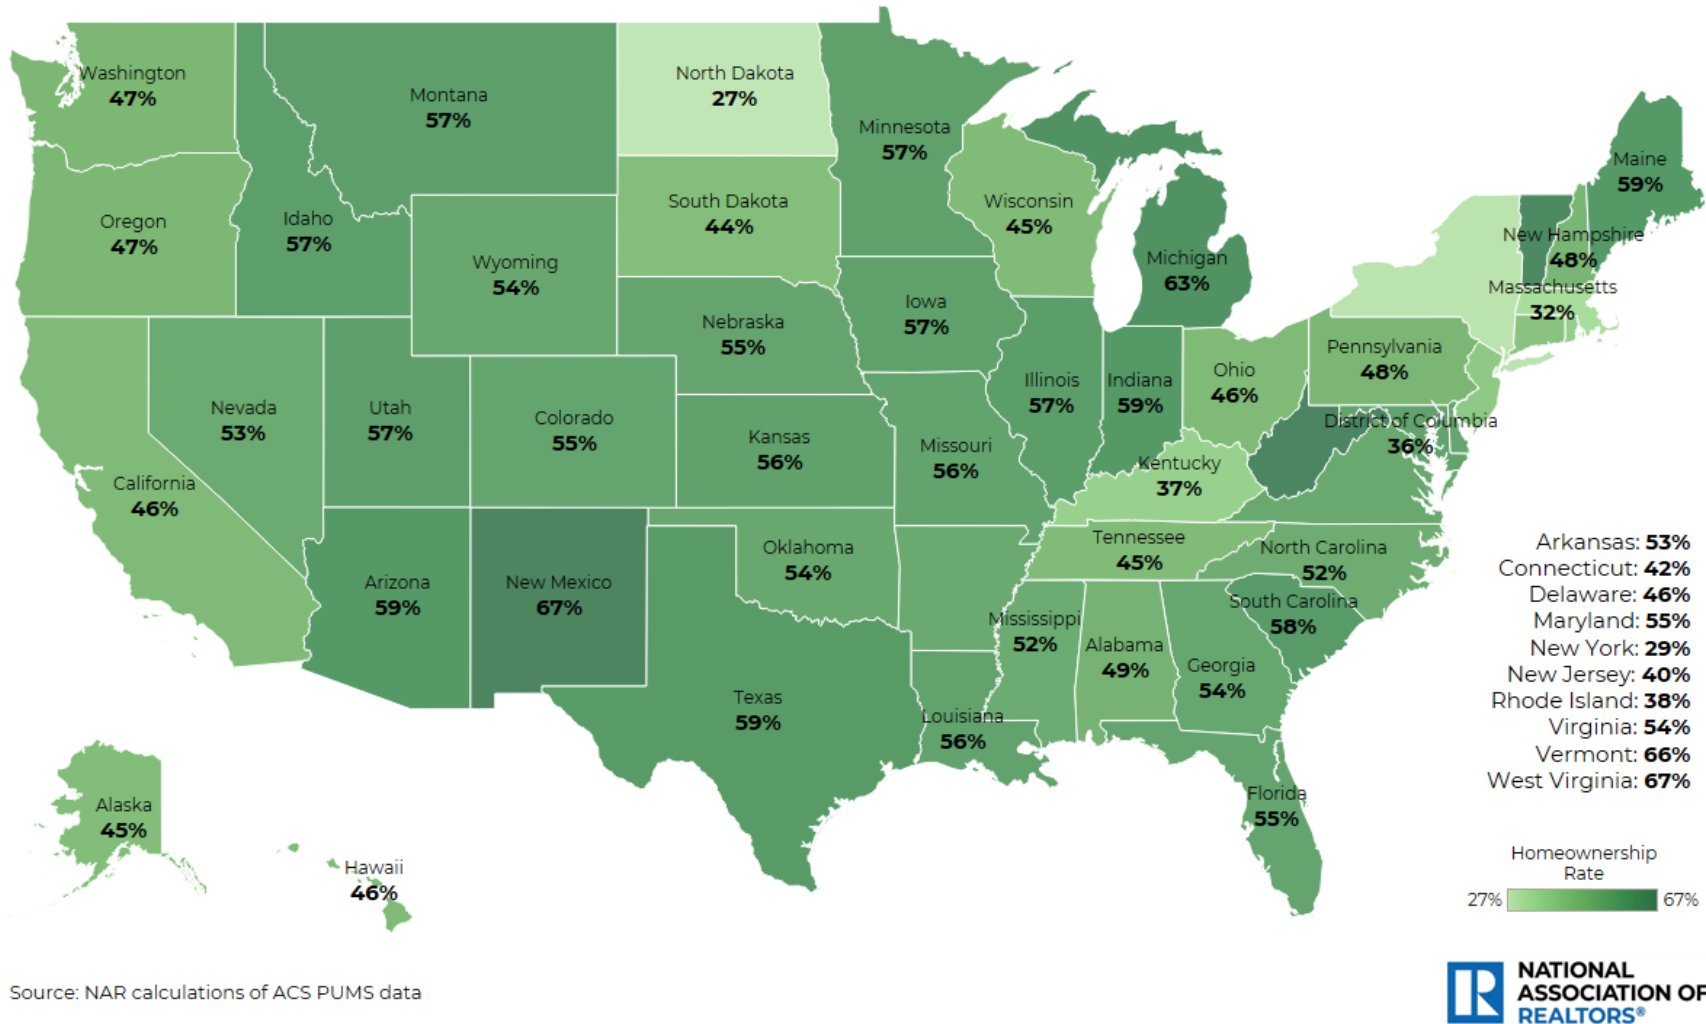 Washington
47%
Montana
57%
North Dakota
27%
Minnesota
57%
Maine
59%
Oregon
47%
Idaho
57%
Wyoming
54%
South Dakota
44%
Wisconsin
45%
Michigan
63%
New Hampshire
48%
Massachusetts
32%
Nebraska
55%
Iowa
57%
Pennsylvania
48%
Nevada
53%
Utah
57%
Colorado
55%
Kansas
56%
Missouri
56%
Illinois
57%
Indiana
59%
Ohio
46%
District of Columbia
36%
Kentucky
37%
California
46%
Arizona
59%
New Mexico
67%
Oklahoma
54%
Tennessee
45%
North Carolina
52%
South Carolina
58%
Mississippi
52%
Alabama
49%
Georgia
54%
Texas
59%
Louisiana
56%
Florida
55%
Alaska
45%
Hawaii
46%
Arkansas: 53%
Connecticut: 42%
Delaware: 46%
Maryland: 55%
New York: 29%
New Jersey: 40%
Rhode Island: 38%
Virginia: 54%
Vermont: 66%
West Virginia: 67%
Homeownership
Rate
27% 67%
Source: NAR calculations of ACS PUMS data
R
NATIONAL
ASSOCIATION OF
REALTORS®